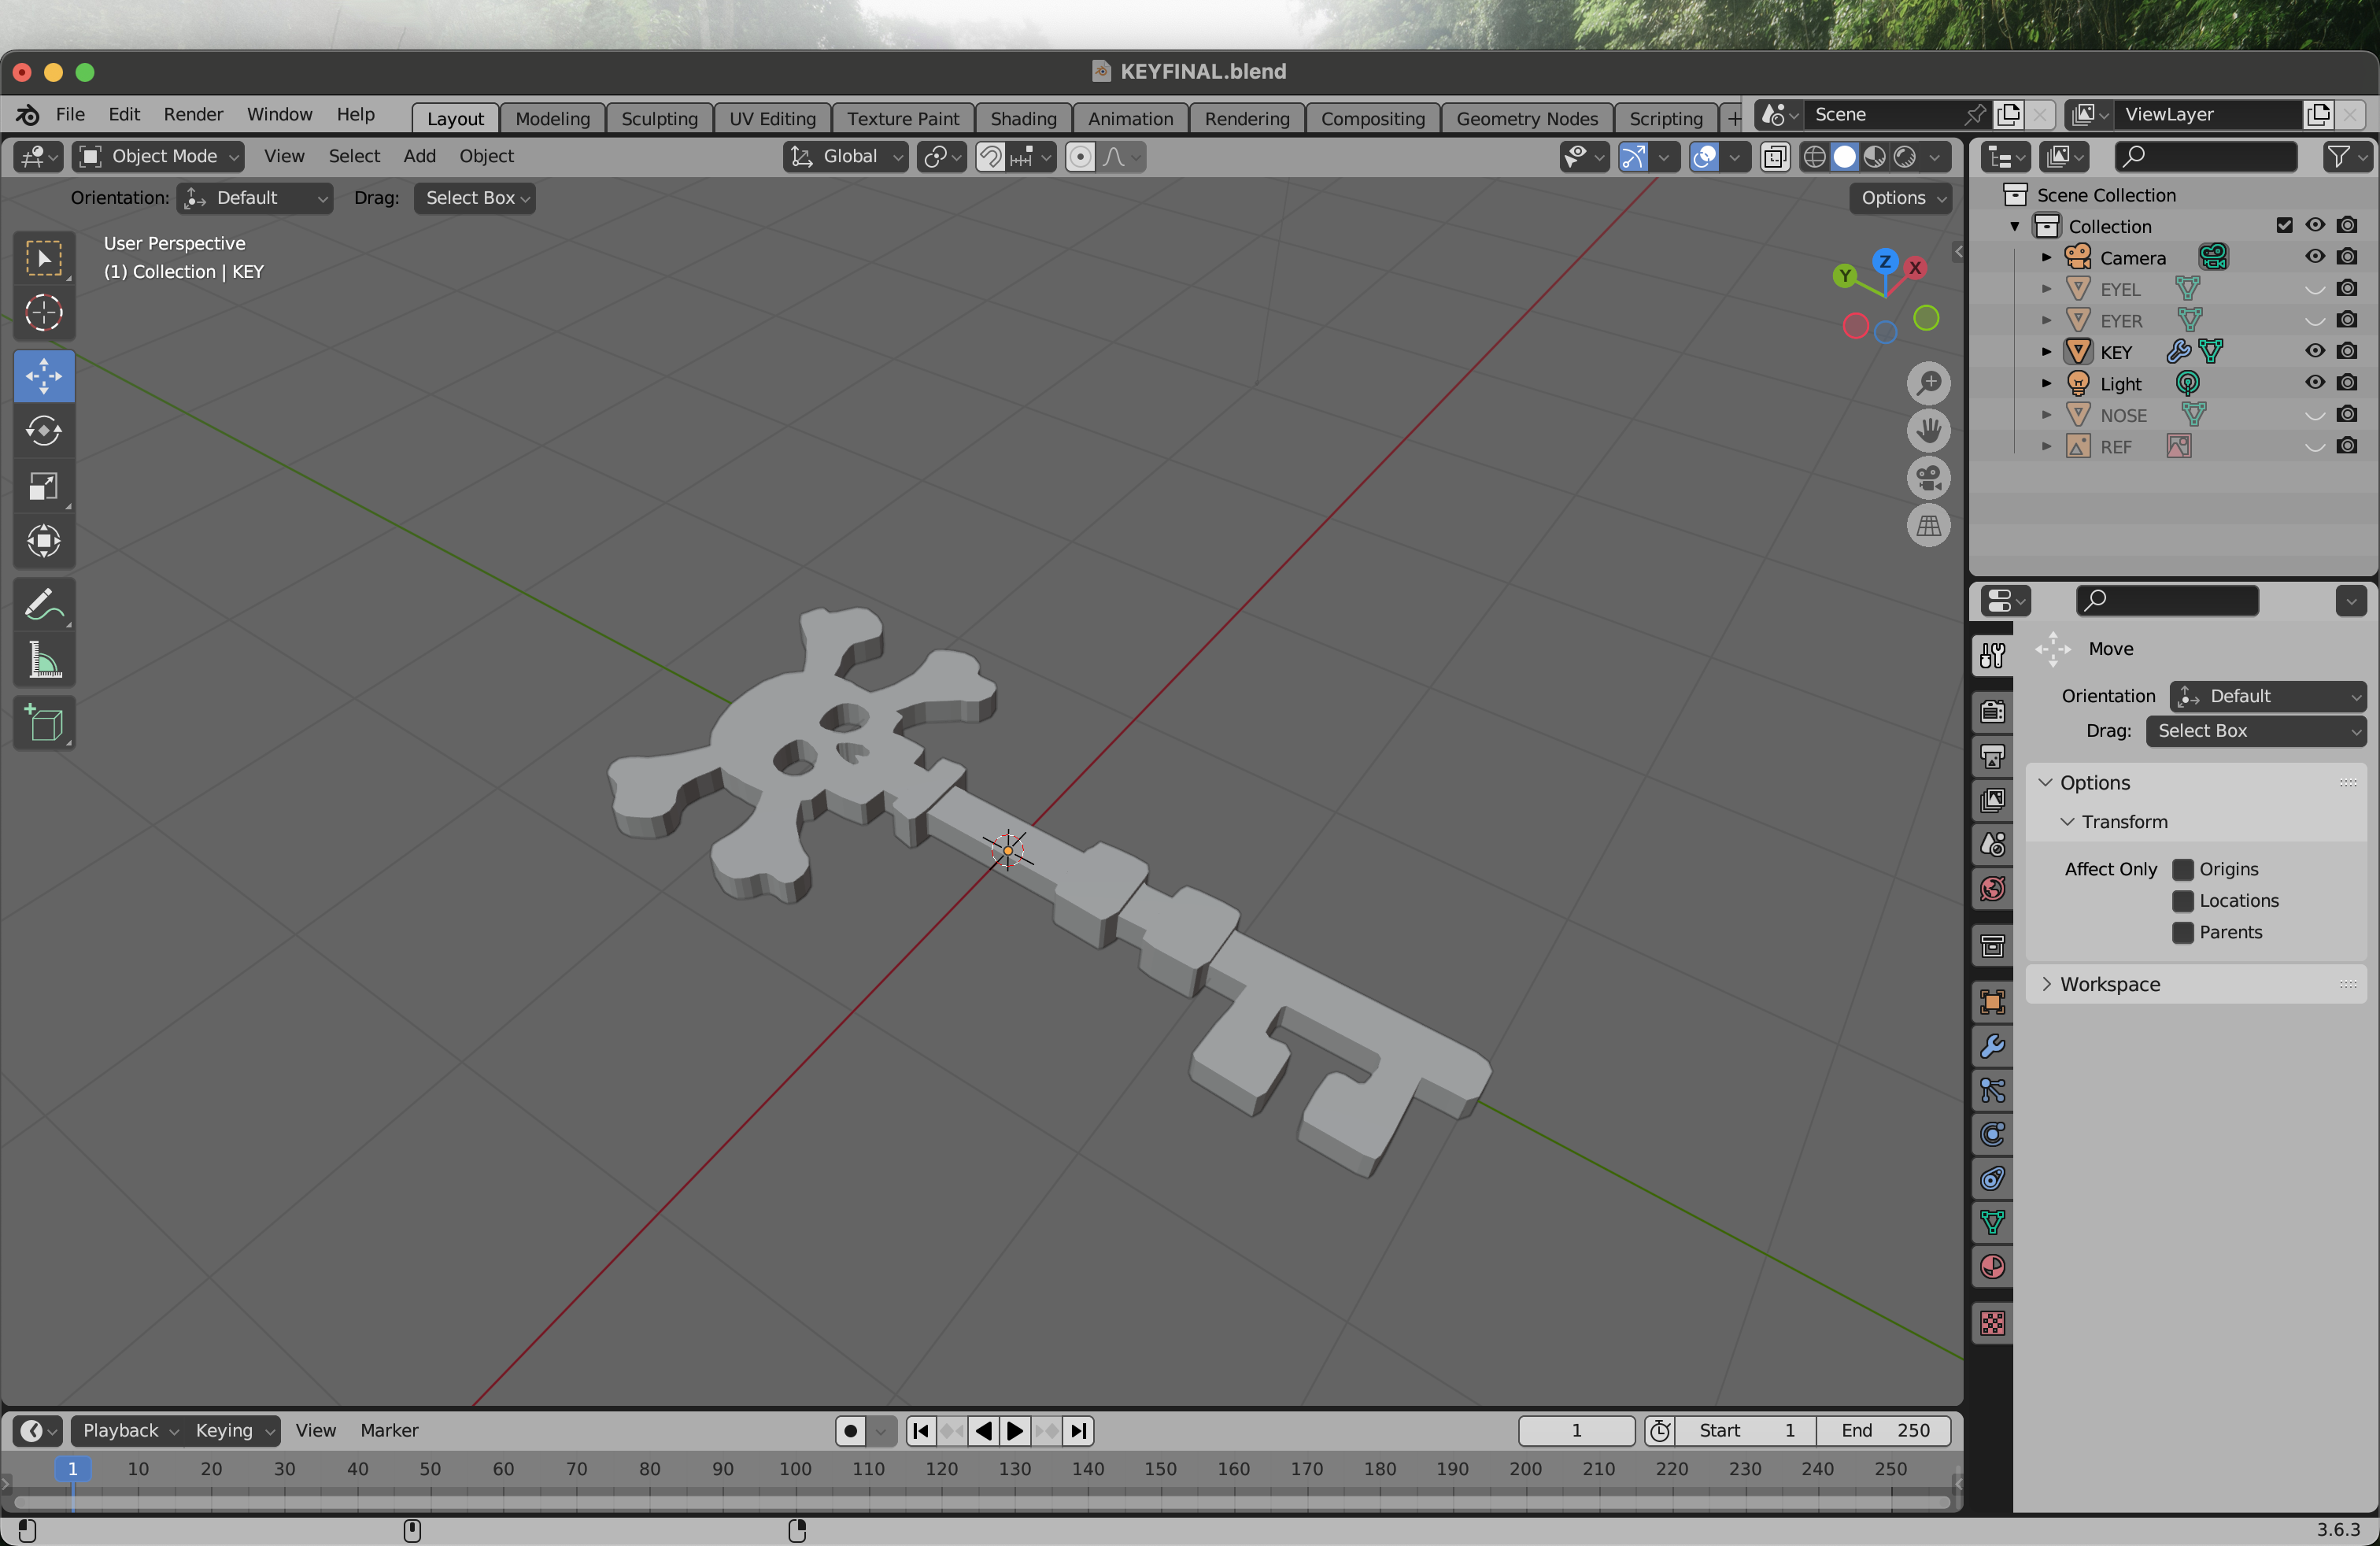 KEYFINAL.blend
File Edit Render Window Help Layout Modeling Sculpting UV Editing Texture Paint Shading Animation Rendering Compositing Geometry Nodes Scripting + Scene ViewLayer
Object Mode View Select Add Object Global
Orientation: Default Drag: Select Box Options
User Perspective
(1) Collection | KEY
Z
Y
X
Scene Collection
Collection
Camera
EYEL
EYER
KEY
Light
NOSE
REF
Move
Orientation Default
Drag: Select Box
Options
Transform
Affect Only Origins
Locations
Parents
Workspace
Playback Keying View Marker 1 Start 1 End 250
1 10 20 30 40 50 60 70 80 90 100 110 120 130 140 150 160 170 180 190 200 210 220 230 240 250
3.6.3